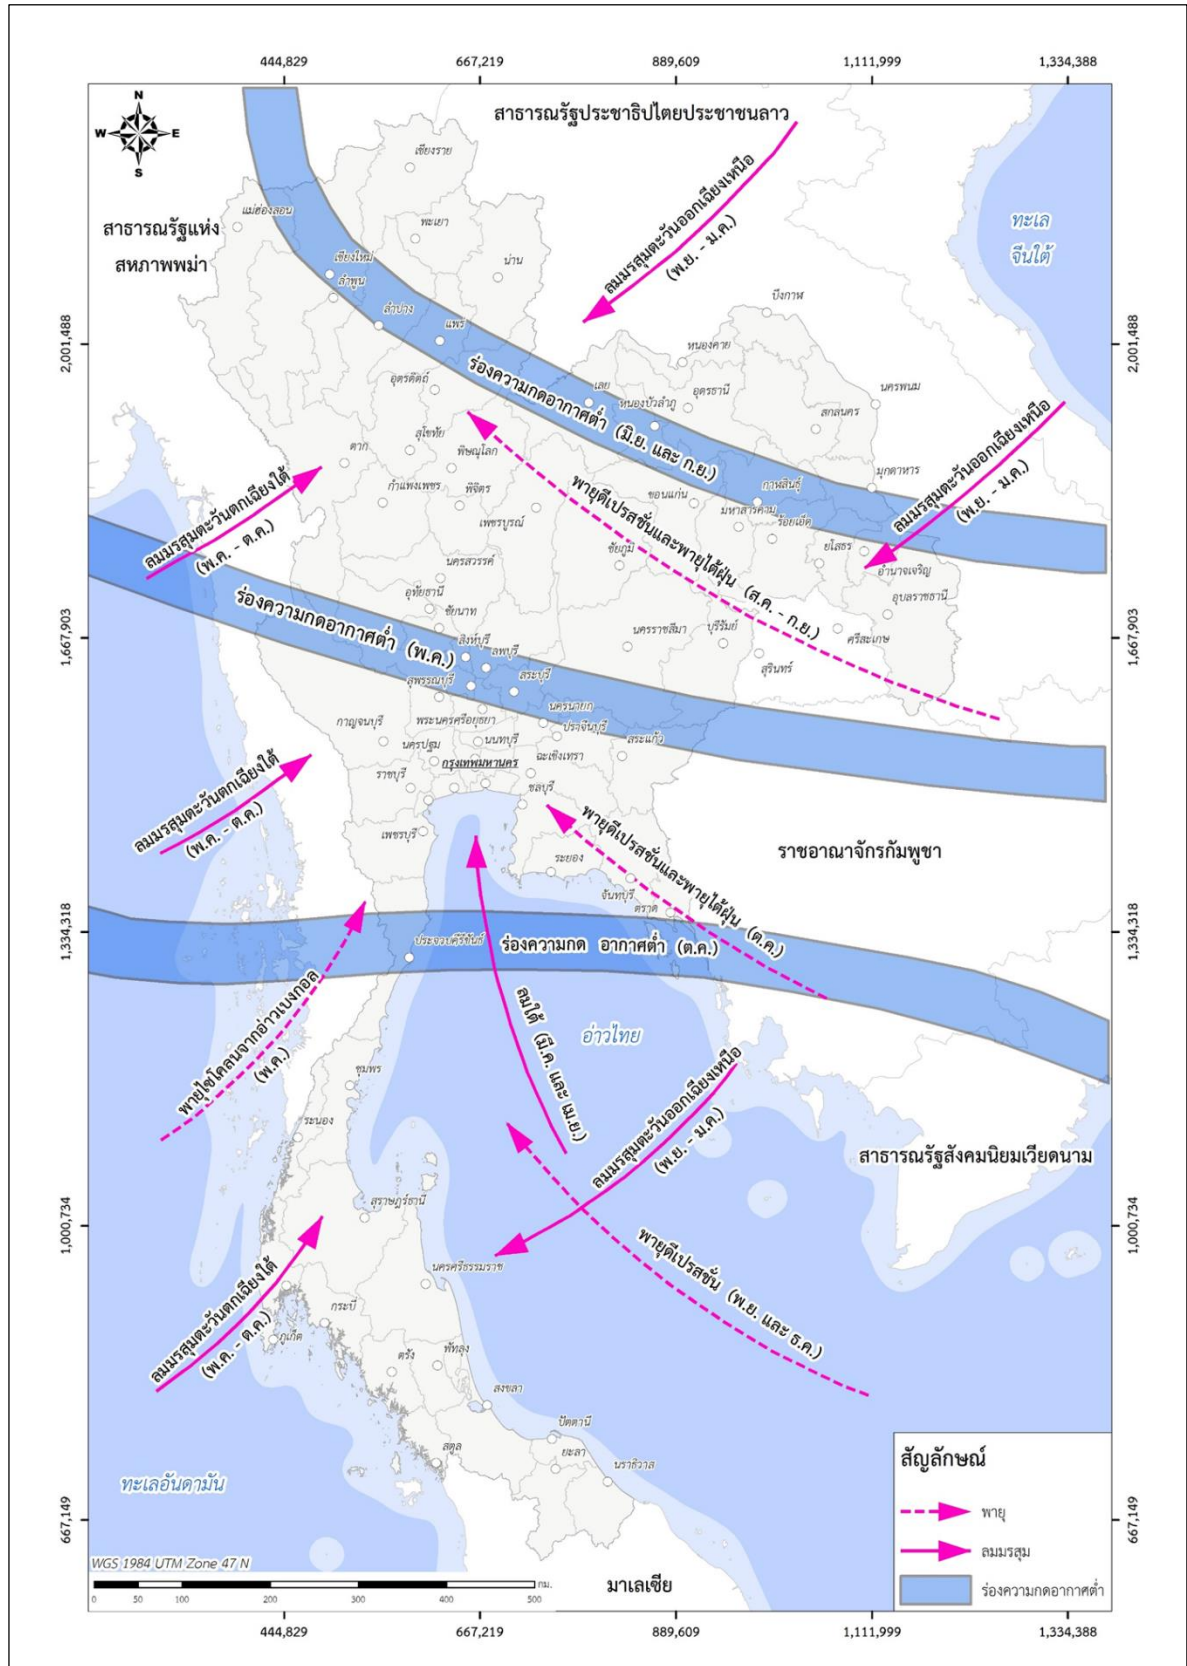 444,829
667,219
889,609
1,111,999
1,334,388
N
W E
S
สาธารณรัฐประชาธิปไตยประชาชนลาว
เชียงราย
ลมมรสุมตะวันออกเฉียงเหนือ
(พ.ย. - ม.ค.)
แม่ฮ่องสอน
สาธารณรัฐแห่ง
สหภาพพม่า
พะเยา
ทะเล
จีนใต้
เชียงใหม่
น่าน
ลำพูน
ลำปาง
แพร่
บึงกาฬ
2,001,488
2,001,488
หนองคาย
ร่องความกดอากาศต่ำ (มิ.ย. และ ก.ย.)
อุตรดิตถ์
เลย
หนองบัวลำภู
อุดรธานี
นครพนม
สกลนคร
ลมมรสุมตะวันออกเฉียงเหนือ
(พ.ย. - ม.ค.)
สุโขทัย
ตาก
พิษณุโลก
พายุดีเปรสชั่นและพายุไต้ฝุ่น (ส.ค. - ก.ย.)
มุกดาหาร
ลมมรสุมตะวันตกเฉียงใต้
(พ.ค. - ต.ค.)
กำแพงเพชร
พิจิตร
เพชรบูรณ์
ขอนแก่น
กาฬสินธุ์
มหาสารคาม
ร้อยเอ็ด
ชัยภูมิ
ยโสธร
อำนาจเจริญ
นครสวรรค์
อุทัยธานี
ชัยนาท
ร่องความกดอากาศต่ำ (พ.ค.)
อุบลราชธานี
1,667,903
1,667,903
สิงห์บุรี
ลพบุรี
นครราชสีมา
บุรีรัมย์
ศรีสะเกษ
สุรินทร์
สุพรรณบุรี
สระบุรี
กาญจนบุรี
พระนครศรีอยุธยา
นครนายก
ปราจีนบุรี
นครปฐม
นนทบุรี
สระแก้ว
กรุงเทพมหานคร
ฉะเชิงเทรา
ราชบุรี
ชลบุรี
ลมมรสุมตะวันตกเฉียงใต้
(พ.ค. - ต.ค.)
เพชรบุรี
พายุดีเปรสชั่นและพายุไต้ฝุ่น (ต.ค.)
ราชอาณาจักรกัมพูชา
ระยอง
จันทบุรี
ตราด
1,334,318
1,334,318
ประจวบคีรีขันธ์
ร่องความกด อากาศต่ำ (ต.ค.)
พายุไซโคลนจากอ่าวเบงกอล
(พ.ค.)
ลมใต้ (มี.ค. และ เม.ย.)
อ่าวไทย
ชุมพร
ลมมรสุมตะวันออกเฉียงเหนือ
(พ.ย. - ม.ค.)
ระนอง
สาธารณรัฐสังคมนิยมเวียดนาม
สุราษฎร์ธานี
1,000,734
1,000,734
พายุดีเปรสชั่น (พ.ย. และ ธ.ค.)
นครศรีธรรมราช
ลมมรสุมตะวันตกเฉียงใต้
(พ.ค. - ต.ค.)
กระบี่
ภูเก็ต
ตรัง
พัทลุง
สงขลา
ปัตตานี
สตูล
ยะลา
นราธิวาส
ทะเลอันดามัน
สัญลักษณ์
พายุ
ลมมรสุม
ร่องความกดอากาศต่ำ
667,149
667,149
WGS 1984 UTM Zone 47 N
กม.
0 50 100 200 300 400 500
มาเลเซีย
444,829
667,219
889,609
1,111,999
1,334,388